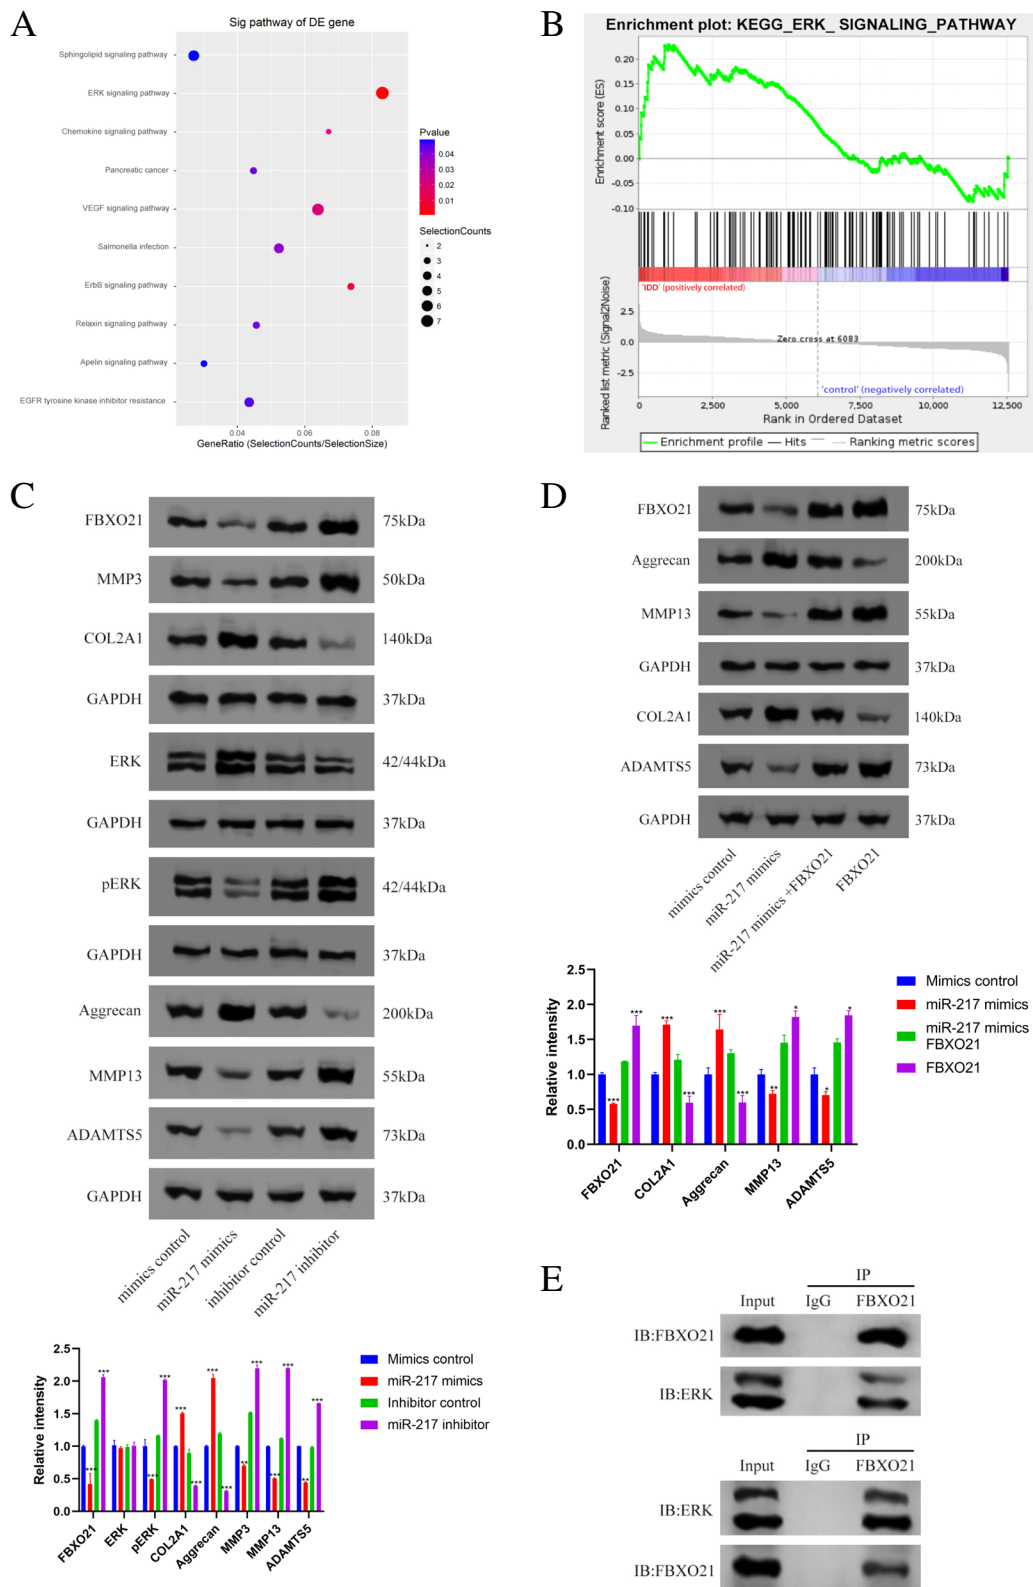 A
Sig pathway of DE gene
Sphingolipid signaling pathway
ERK signaling pathway
Chemokine signaling pathway
Pancreatic cancer
VEGF signaling pathway
Salmonella infection
ErbB signaling pathway
Relaxin signaling pathway
Apelin signaling pathway
EGFR tyrosine kinase inhibitor resistance
0.04 0.06 0.08
GeneRatio (SelectionCounts/SelectionSize)
Pvalue
0.04
0.03
0.02
0.01
SelectionCounts
2
3
4
5
6
7
B
Enrichment plot: KEGG_ERK_ SIGNALING_PATHWAY
Enrichment score (ES)
0.20
0.15
0.10
0.05
0.00
-0.05
-0.10
'IDD' (positively correlated)
Ranked list metric (Signal2Noise)
2.5
0.0
-2.5
Zero cross at 6083
'control' (negatively correlated)
0 2,500 5,000 7,500 10,000 12,500
Rank in Ordered Dataset
Enrichment profile Hits Ranking metric scores
C
FBXO21 75kDa
MMP3 50kDa
COL2A1 140kDa
GAPDH 37kDa
ERK 42/44kDa
GAPDH 37kDa
pERK 42/44kDa
GAPDH 37kDa
Aggrecan 200kDa
MMP13 55kDa
ADAMTS5 73kDa
GAPDH 37kDa
mimics control
miR-217 mimics
inhibitor control
miR-217 inhibitor
Relative intensity
2.5
2.0
1.5
1.0
0.5
0.0
*** *** *** *** *** *** *** *** *** ** *** *** ** ***
FBXO21 ERK pERK COL2A1 Aggrecan MMP3 MMP13 ADAMTS5
Mimics control
miR-217 mimics
Inhibitor control
miR-217 inhibitor
D
FBXO21 75kDa
Aggrecan 200kDa
MMP13 55kDa
GAPDH 37kDa
COL2A1 140kDa
ADAMTS5 73kDa
GAPDH 37kDa
mimics control
miR-217 mimics
miR-217 mimics +FBXO21
FBXO21
Relative intensity
2.5
2.0
1.5
1.0
0.5
0.0
*** *** *** *** *** *** ** * * *
FBXO21 COL2A1 Aggrecan MMP13 ADAMTS5
Mimics control
miR-217 mimics
miR-217 mimics
FBXO21
FBXO21
E
IP
Input IgG FBXO21
IB:FBXO21
IB:ERK
IP
Input IgG FBXO21
IB:ERK
IB:FBXO21